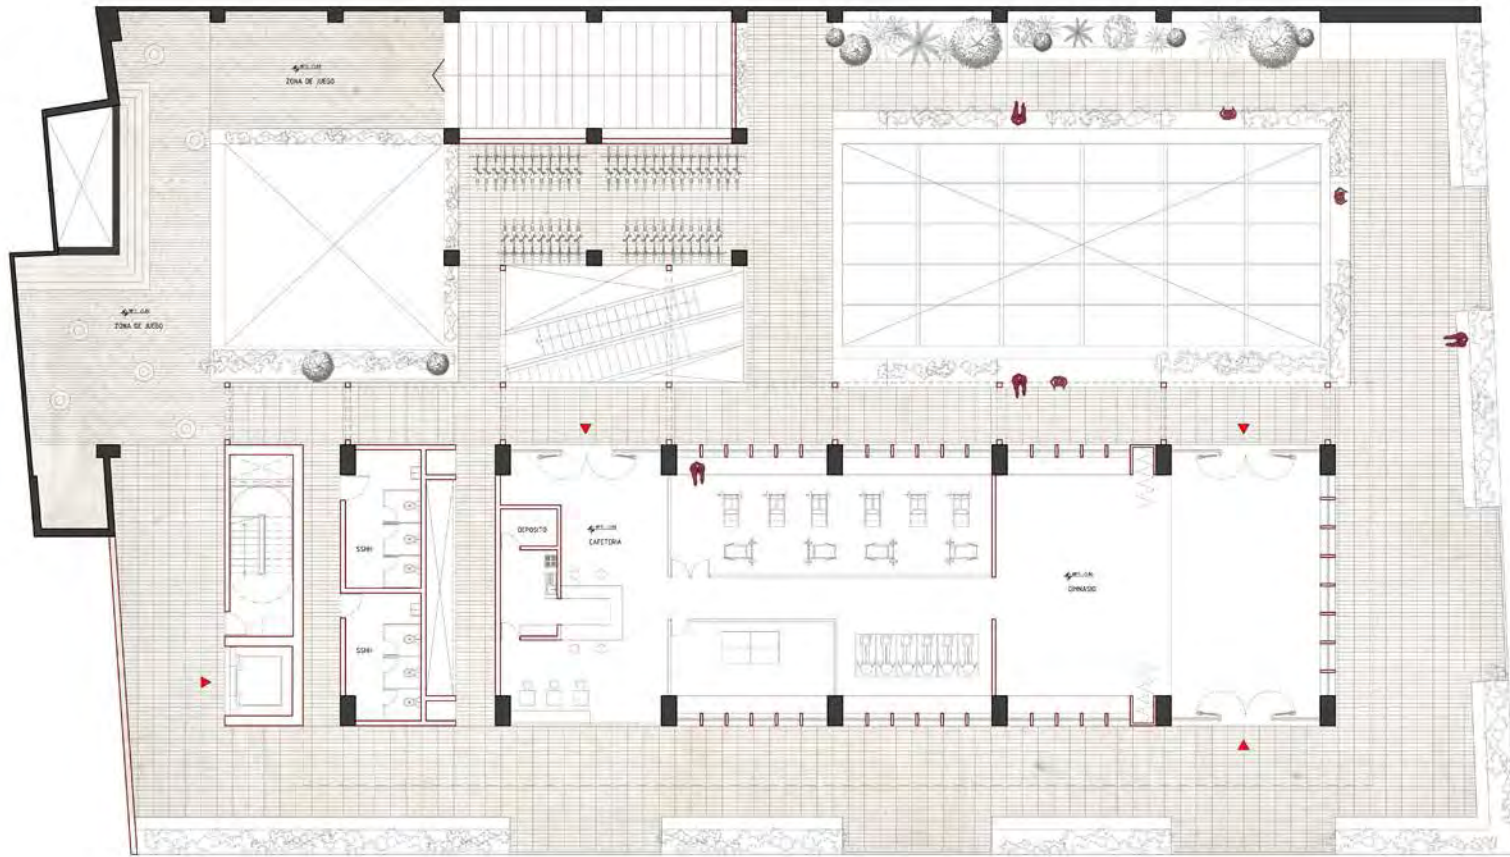 ZONA DE JUEGO
ZONA DE JUEGO
DEPOSITO
CAFETERIA
SSHH
GIMNASIO
SSHH